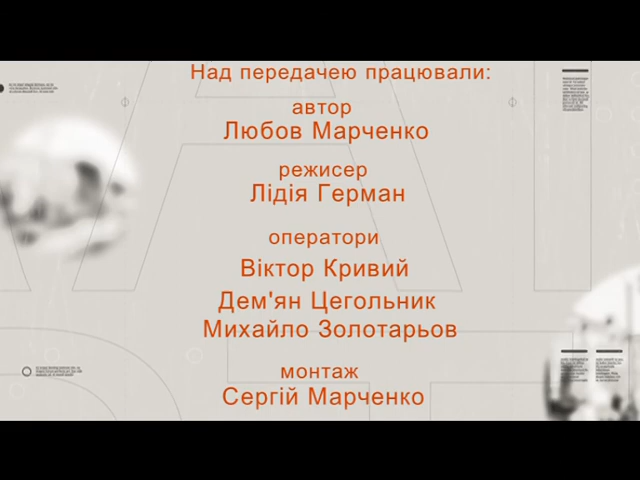 Над передачею працювали:
автор
Любов Марченко
режисер
Лідія Герман
оператори
Віктор Кривий
Дем'ян Цегольник
Михайло Золотарьов
монтаж
Сергій Марченко